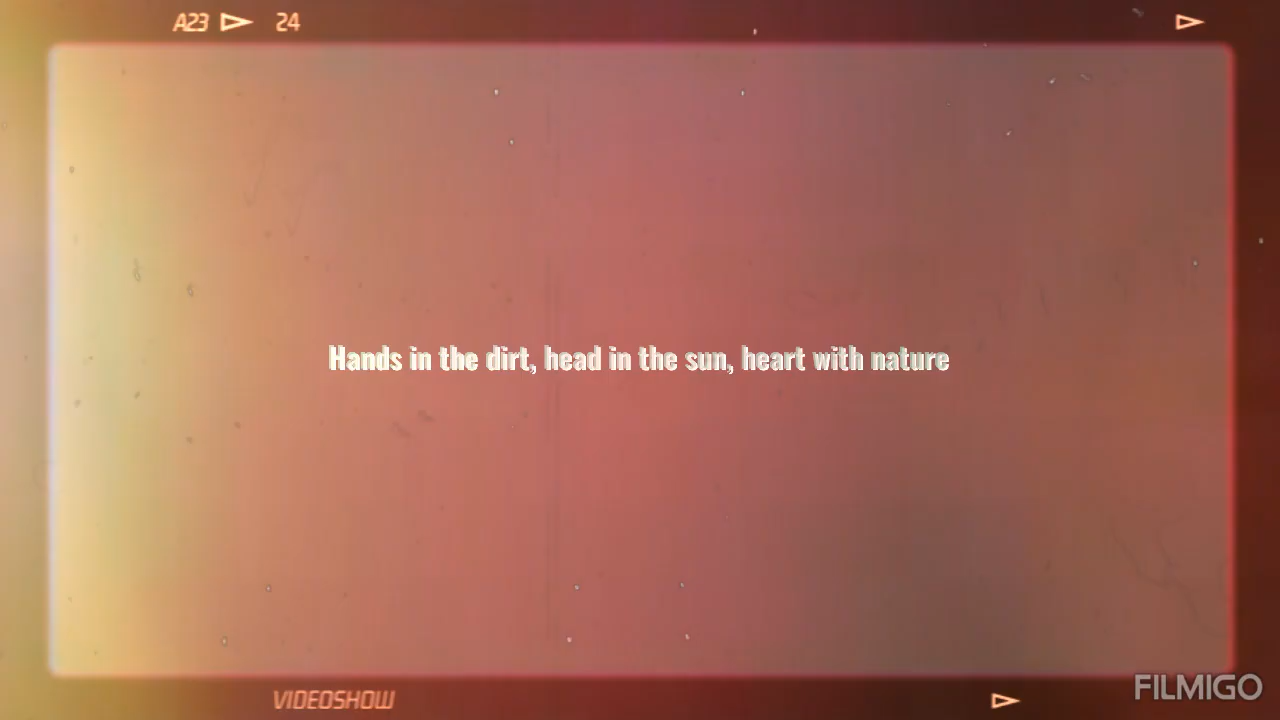 A23 24
Hands in the dirt, head in the sun, heart with nature
VIDEOSHOW
FILMIGO